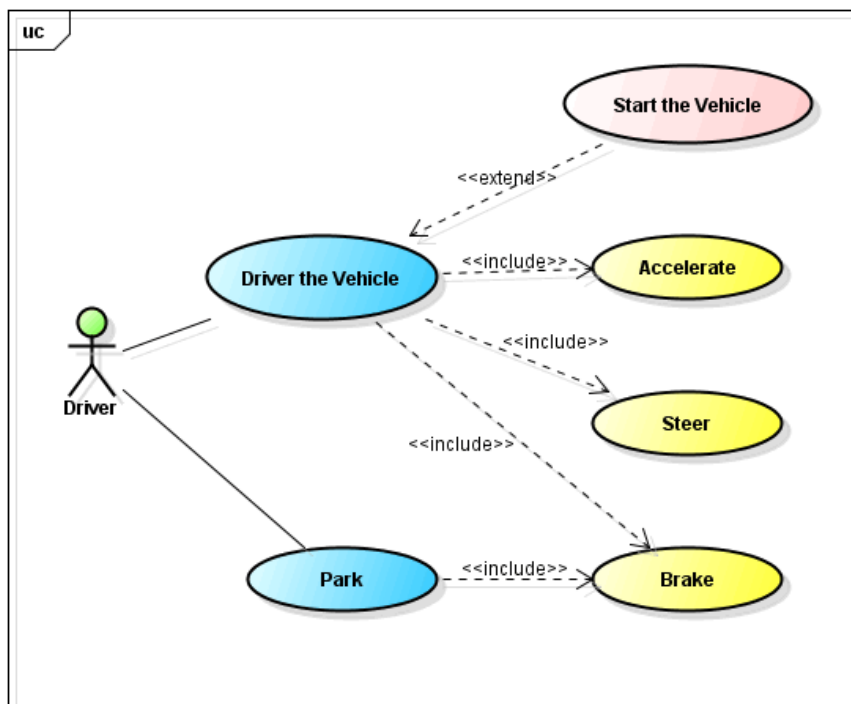 uc
Start the Vehicle
<<extend>>
Driver the Vehicle
<<include>>
Accelerate
<<include>>
Driver
Steer
<<include>>
Park
<<include>>
Brake